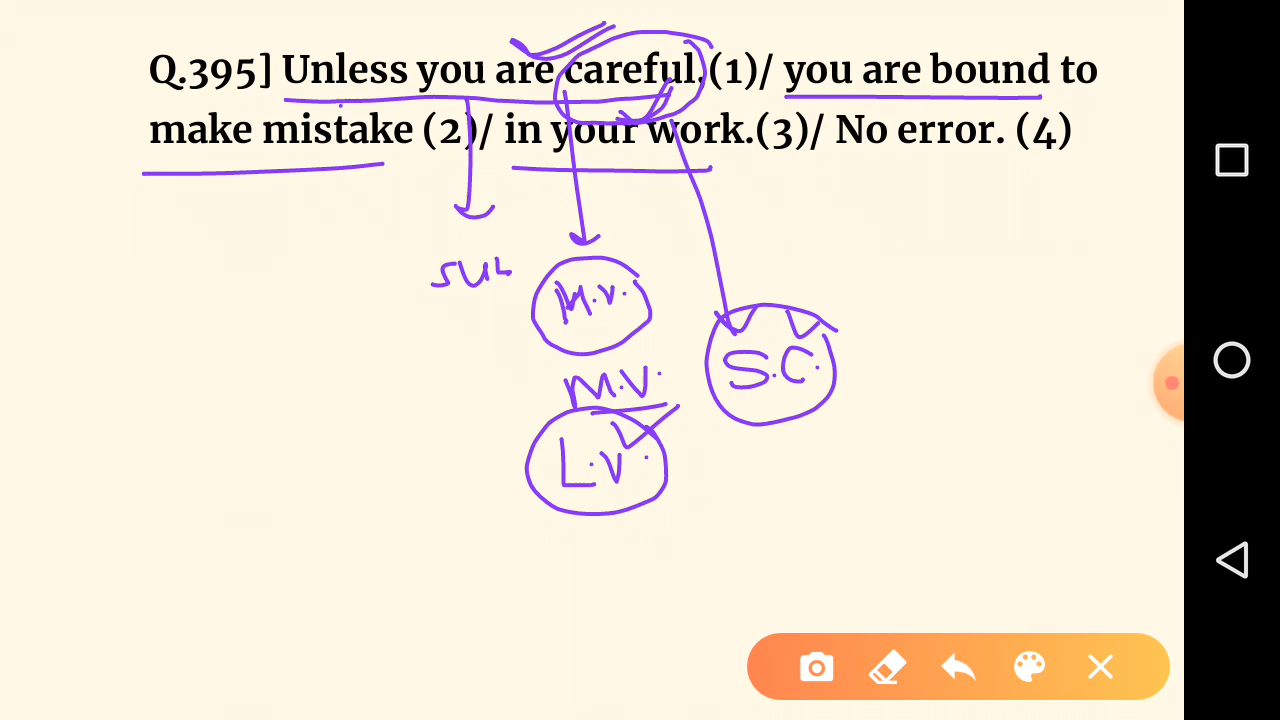 Q.395] Unless you are careful.(1)/ you are bound to
make mistake (2)/ in your work.(3)/ No error. (4)
sub
M.V.
M.V.
S.C.
L.V.